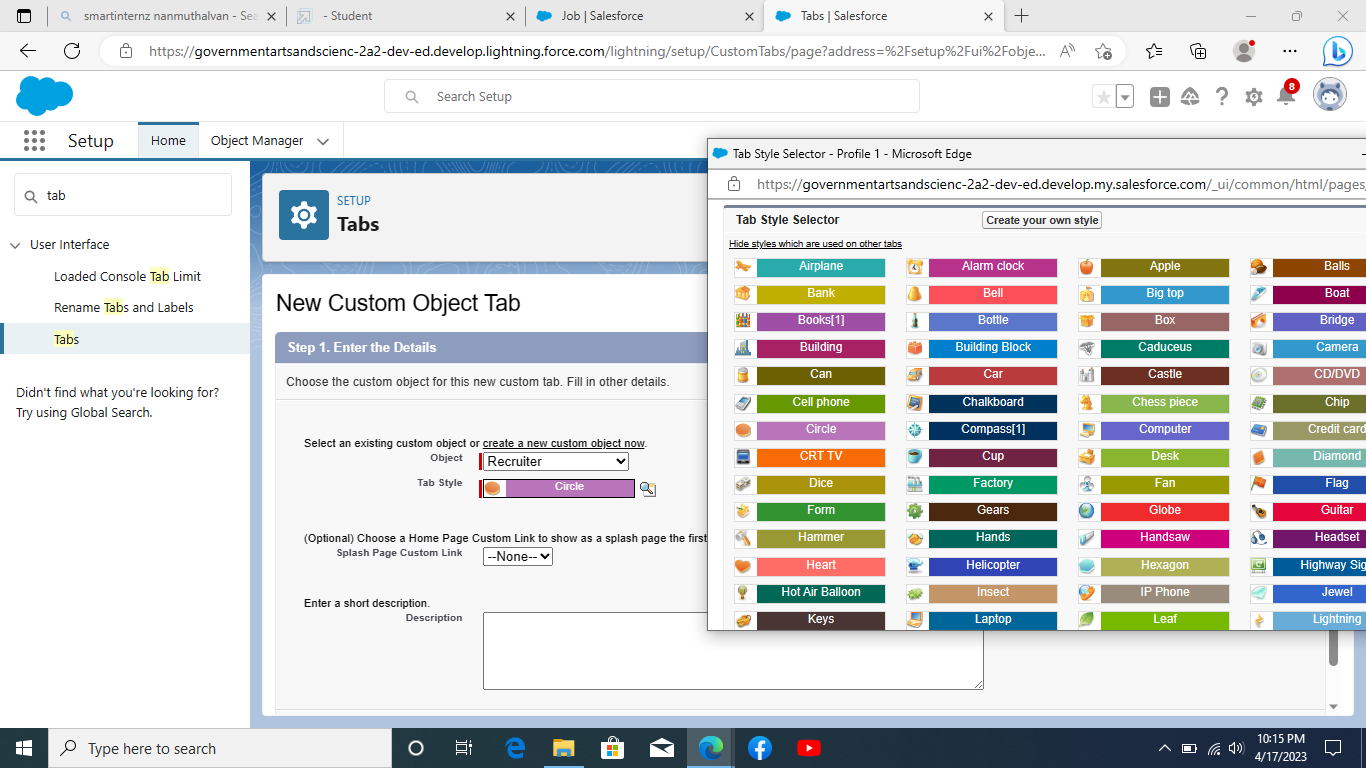 smartinternz nanmuthalvan - Sea
- Student
Job | Salesforce
Tabs | Salesforce
https://governmentartsandscienc-2a2-dev-ed.develop.lightning.force.com/lightning/setup/CustomTabs/page?address=%2Fsetup%2Fui%2Fobje...
Search Setup
8
Setup
Home
Object Manager
tab
User Interface
Loaded Console Tab Limit
Rename Tabs and Labels
Tabs
Didn't find what you're looking for?
Try using Global Search.
SETUP
Tabs
New Custom Object Tab
Step 1. Enter the Details
Choose the custom object for this new custom tab. Fill in other details.
Select an existing custom object or create a new custom object now.
Object Recruiter
Tab Style Circle
(Optional) Choose a Home Page Custom Link to show as a splash page the first
Splash Page Custom Link --None--
Enter a short description.
Description
Tab Style Selector - Profile 1 - Microsoft Edge
https://governmentartsandscienc-2a2-dev-ed.develop.my.salesforce.com/_ui/common/html/pages
Tab Style Selector Create your own style
Hide styles which are used on other tabs
Airplane Alarm clock Apple Balls
Bank Bell Big top Boat
Books[1] Bottle Box Bridge
Building Building Block Caduceus Camera
Can Car Castle CD/DVD
Cell phone Chalkboard Chess piece Chip
Circle Compass[1] Computer Credit card
CRT TV Cup Desk Diamond
Dice Factory Fan Flag
Form Gears Globe Guitar
Hammer Hands Handsaw Headset
Heart Helicopter Hexagon Highway Sig
Hot Air Balloon Insect IP Phone Jewel
Keys Laptop Leaf Lightning
Type here to search
10:15 PM
4/17/2023